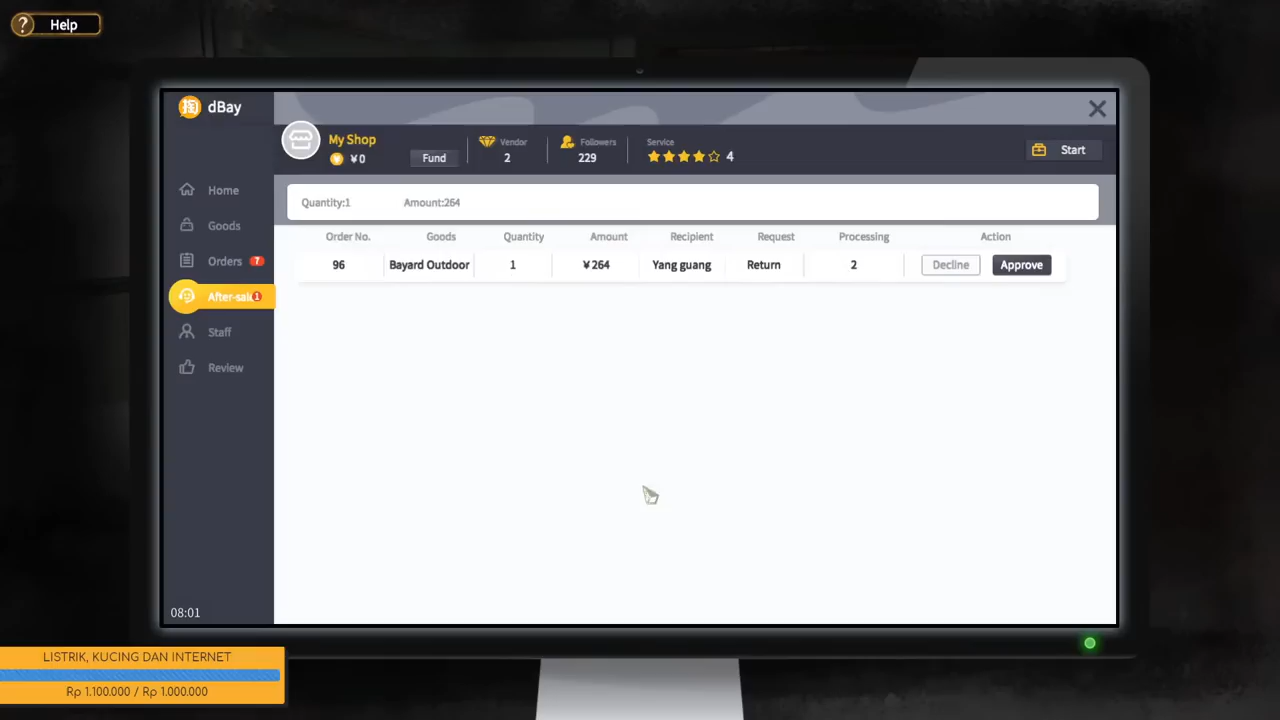 ? Help
淘 dBay
My Shop
¥0
Fund
Vendor
2
Followers
229
Service
4
Start
Home
Goods
Orders 7
After-sal 1
Staff
Review
Quantity:1 Amount:264
Order No. Goods Quantity Amount Recipient Request Processing Action
96 Bayard Outdoor 1 ¥264 Yang guang Return 2 Decline Approve
08:01
LISTRIK, KUCING DAN INTERNET
Rp 1.100.000 / Rp 1.000.000